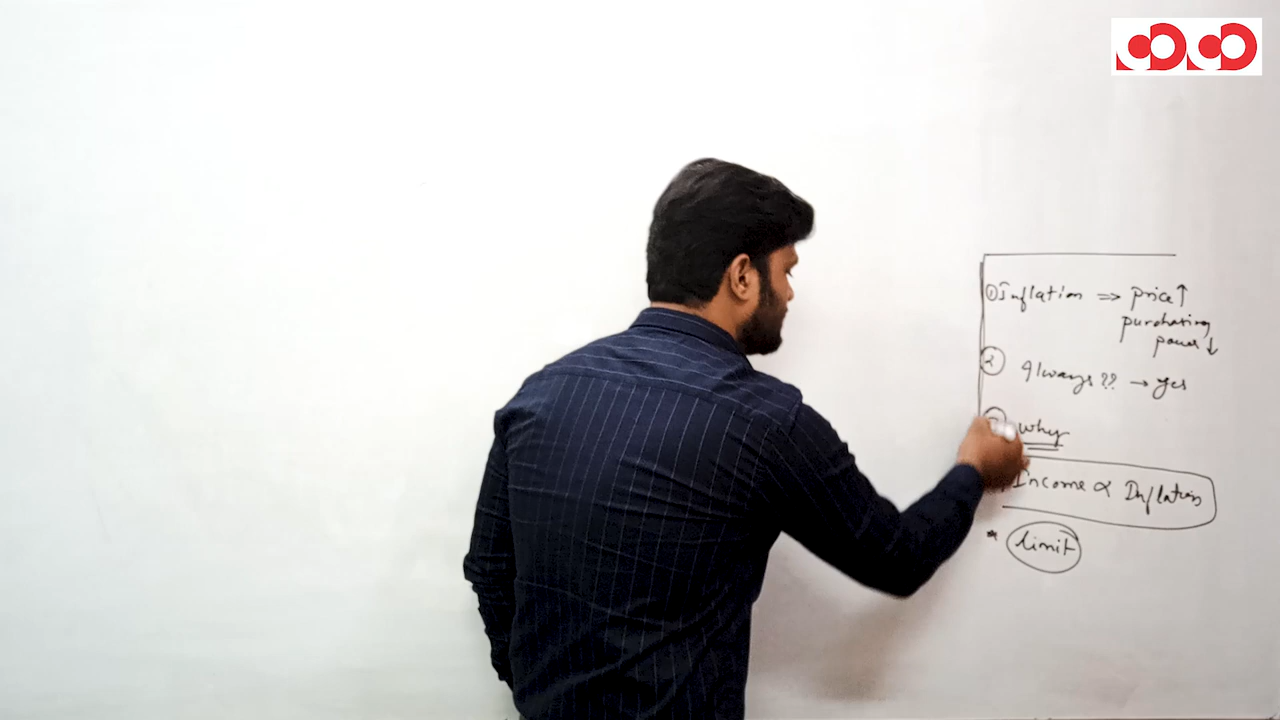 ① Inflation ⇒ price ↑
purchasing
power ↓
② Always ?? → yes
why
Income ∝ Inflation
* limit